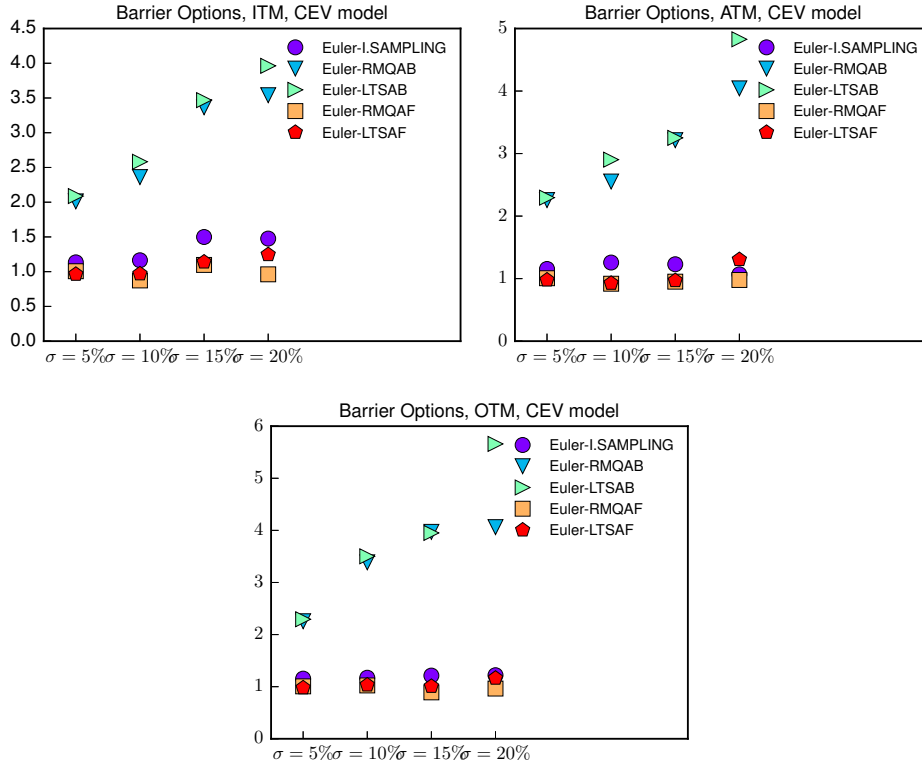 Barrier Options, ITM, CEV model
4.5
4.0
3.5
3.0
2.5
2.0
1.5
1.0
0.5
0.0
σ = 5% σ = 10% σ = 15% σ = 20%
Euler-I.SAMPLING
Euler-RMQAB
Euler-LTSAB
Euler-RMQAF
Euler-LTSAF
Barrier Options, ATM, CEV model
5
4
3
2
1
0
σ = 5% σ = 10% σ = 15% σ = 20%
Euler-I.SAMPLING
Euler-RMQAB
Euler-LTSAB
Euler-RMQAF
Euler-LTSAF
Barrier Options, OTM, CEV model
6
5
4
3
2
1
0
σ = 5% σ = 10% σ = 15% σ = 20%
Euler-I.SAMPLING
Euler-RMQAB
Euler-LTSAB
Euler-RMQAF
Euler-LTSAF